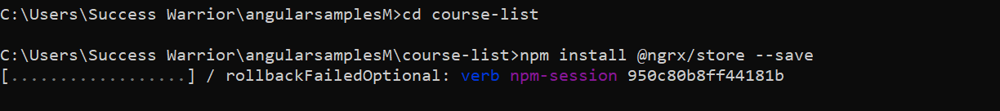 C:\Users\Success Warrior\angularsamplesM>cd course-list
C:\Users\Success Warrior\angularsamplesM\course-list>npm install @ngrx/store --save
[..................] / rollbackFailedOptional: verb npm-session 950c80b8ff44181b